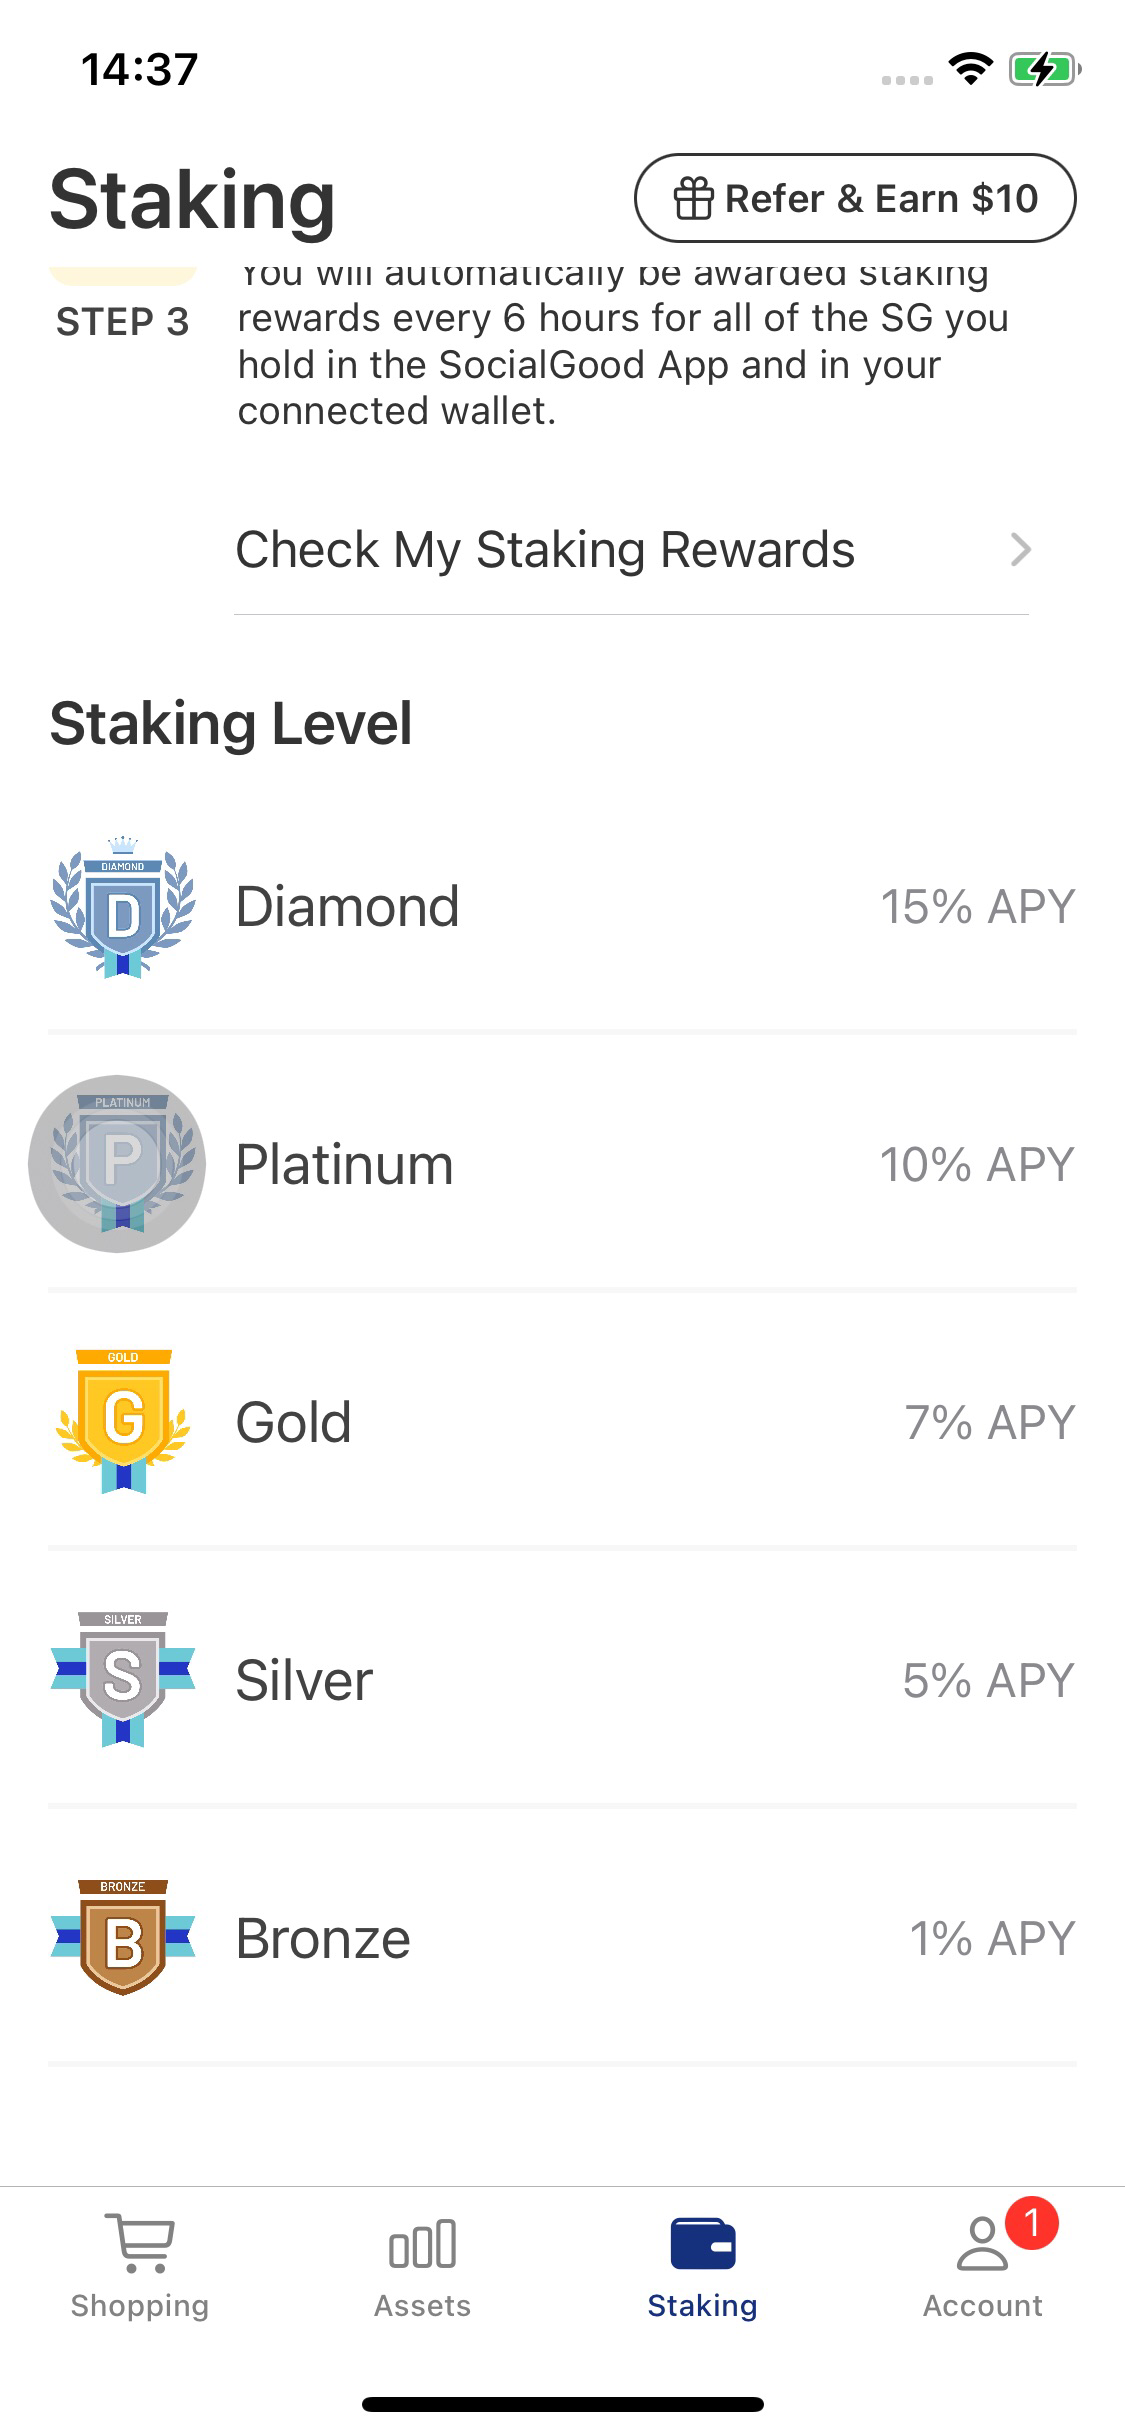 14:37
Staking
Refer & Earn $10
You will automatically be awarded staking
STEP 3
rewards every 6 hours for all of the SG you
hold in the SocialGood App and in your
connected wallet.
Check My Staking Rewards
Staking Level
DIAMOND
D
Diamond
15% APY
PLATINUM
P
Platinum
10% APY
GOLD
G
Gold
7% APY
SILVER
S
Silver
5% APY
BRONZE
B
Bronze
1% APY
1
Shopping
Assets
Staking
Account